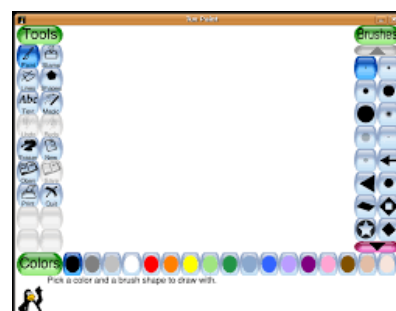 Tux Paint
Tools
Brushes
Paint
Stamp
Lines
Shapes
Abc
Text
Magic
Undo
Redo
Eraser
New
Open
Save
Print
Quit
Colors
Pick a color and a brush shape to draw with.